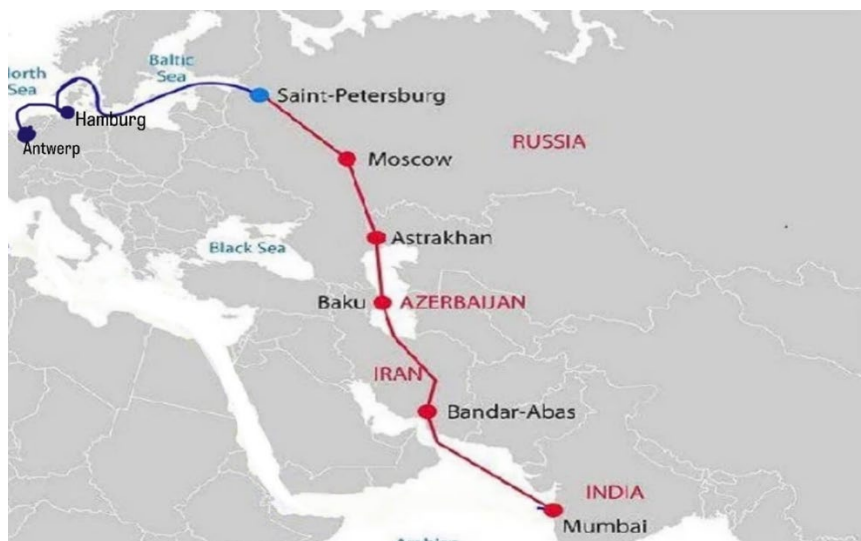 Baltic
Sea
North
Sea
Saint-Petersburg
Hamburg
Antwerp
Moscow
RUSSIA
Astrakhan
Black Sea
Baku
AZERBAIJAN
IRAN
Bandar-Abas
INDIA
Mumbai